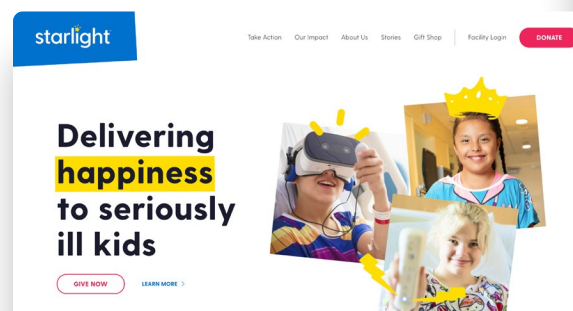 starlight
Take Action Our Impact About Us Stories Gift Shop Facility Login DONATE
Delivering
happiness
to seriously
ill kids
GIVE NOW LEARN MORE